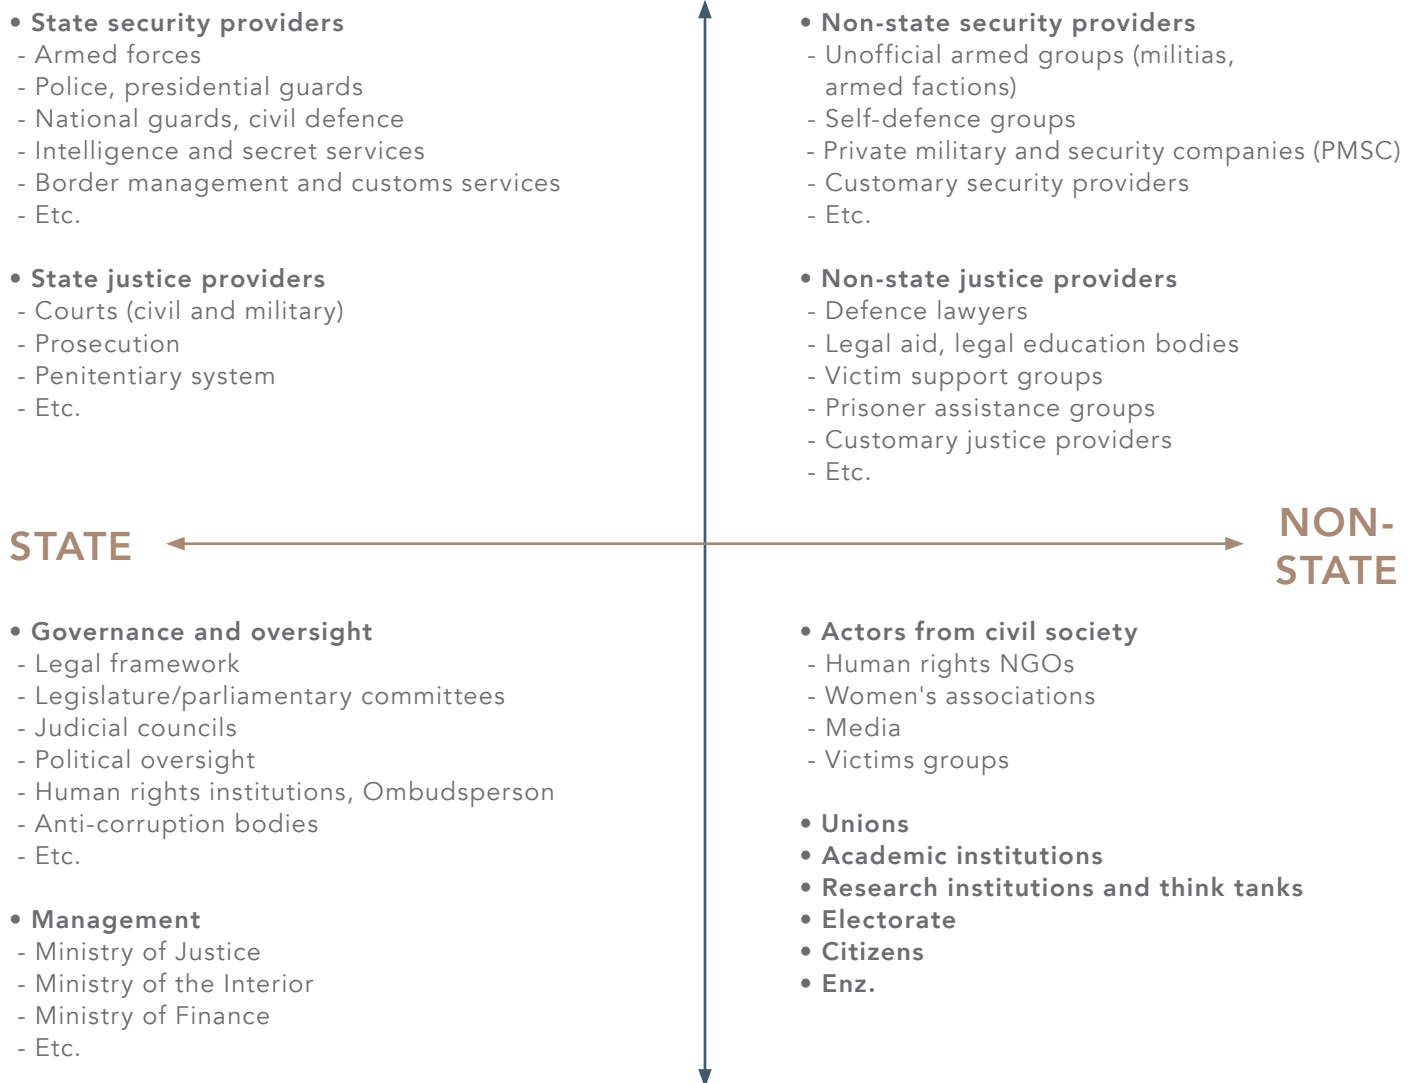 • State security providers
- Armed forces
- Police, presidential guards
- National guards, civil defence
- Intelligence and secret services
- Border management and customs services
- Etc.
• State justice providers
- Courts (civil and military)
- Prosecution
- Penitentiary system
- Etc.
• Non-state security providers
- Unofficial armed groups (militias,
armed factions)
- Self-defence groups
- Private military and security companies (PMSC)
- Customary security providers
- Etc.
• Non-state justice providers
- Defence lawyers
- Legal aid, legal education bodies
- Victim support groups
- Prisoner assistance groups
- Customary justice providers
- Etc.
STATE
NON-
STATE
• Governance and oversight
- Legal framework
- Legislature/parliamentary committees
- Judicial councils
- Political oversight
- Human rights institutions, Ombudsperson
- Anti-corruption bodies
- Etc.
• Management
- Ministry of Justice
- Ministry of the Interior
- Ministry of Finance
- Etc.
• Actors from civil society
- Human rights NGOs
- Women's associations
- Media
- Victims groups
• Unions
• Academic institutions
• Research institutions and think tanks
• Electorate
• Citizens
• Enz.